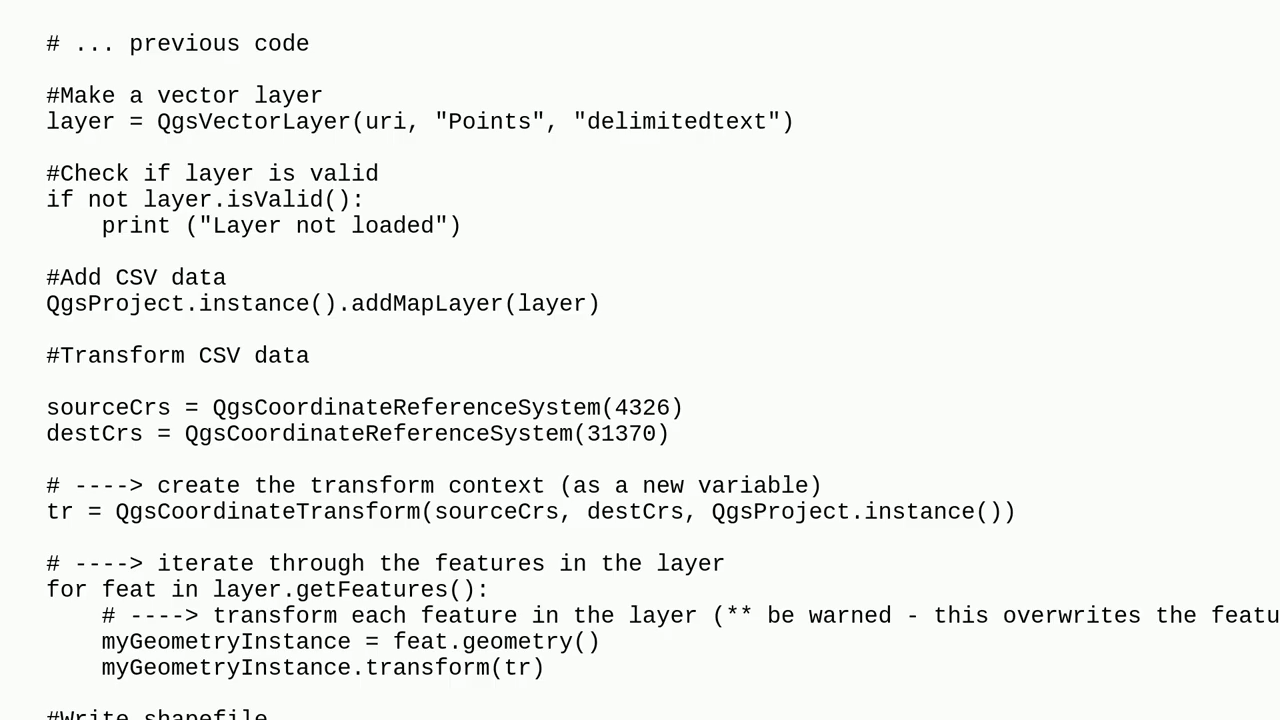 # ... previous code
#Make a vector layer
layer = QgsVectorLayer(uri, "Points", "delimitedtext")
#Check if layer is valid
if not layer.isValid():
    print ("Layer not loaded")
#Add CSV data
QgsProject.instance().addMapLayer(layer)
#Transform CSV data
sourceCrs = QgsCoordinateReferenceSystem(4326)
destCrs = QgsCoordinateReferenceSystem(31370)
# ----> create the transform context (as a new variable)
tr = QgsCoordinateTransform(sourceCrs, destCrs, QgsProject.instance())
# ----> iterate through the features in the layer
for feat in layer.getFeatures():
    # ----> transform each feature in the layer (** be warned - this overwrites the featu
    myGeometryInstance = feat.geometry()
    myGeometryInstance.transform(tr)
#Write shapefile